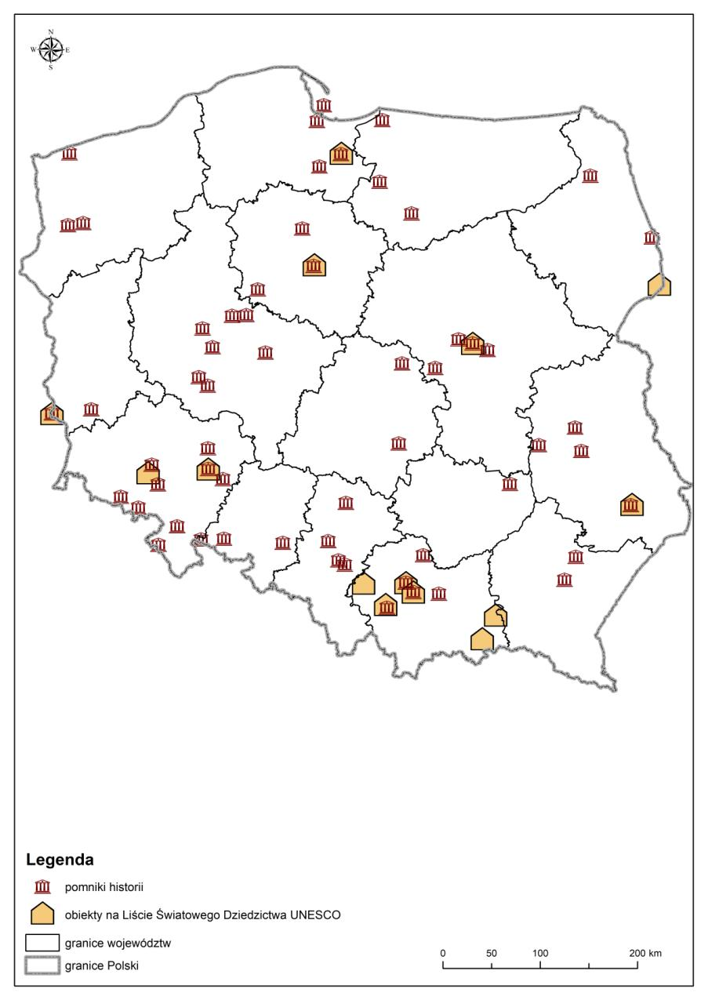 N
W E
S
Legenda
pomniki historii
obiekty na Liście Światowego Dziedzictwa UNESCO
granice województw
granice Polski
0 50 100 200 km